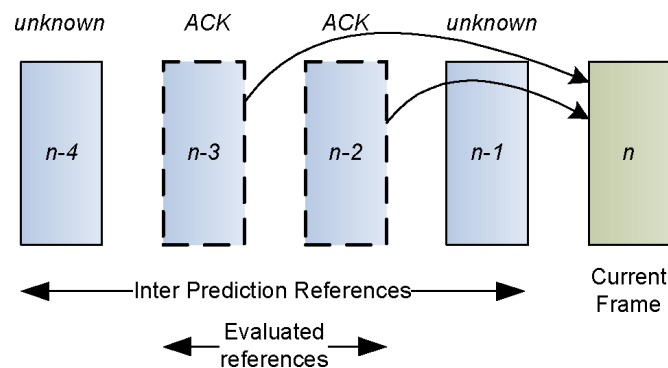 unknown ACK ACK unknown
n-4 n-3 n-2 n-1 n
Inter Prediction References
Current
Frame
Evaluated
references